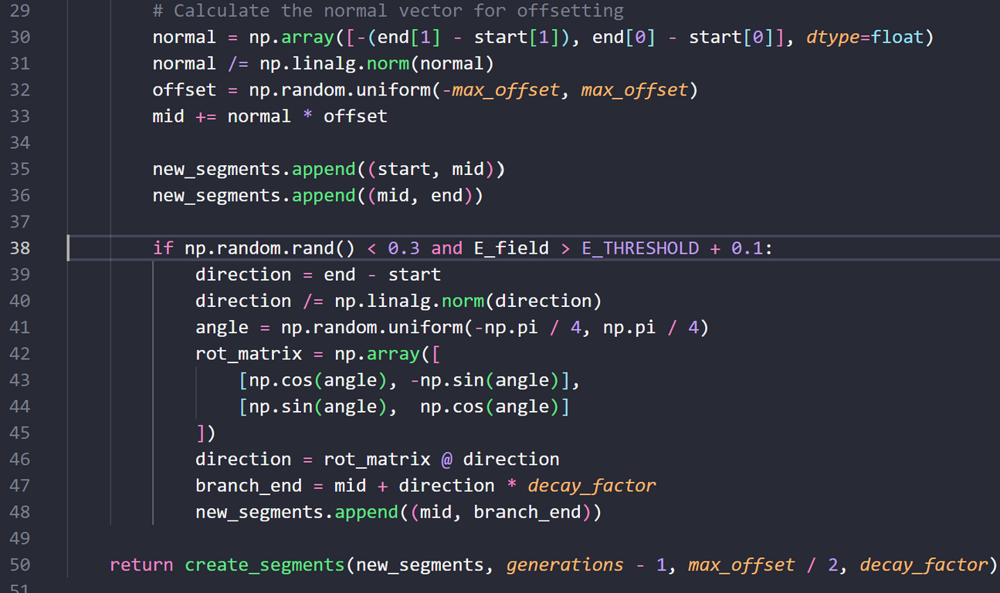 29 # Calculate the normal vector for offsetting
30 normal = np.array([-(end[1] - start[1]), end[0] - start[0]], dtype=float)
31 normal /= np.linalg.norm(normal)
32 offset = np.random.uniform(-max_offset, max_offset)
33 mid += normal * offset
34
35 new_segments.append((start, mid))
36 new_segments.append((mid, end))
37
38 if np.random.rand() < 0.3 and E_field > E_THRESHOLD + 0.1:
39 direction = end - start
40 direction /= np.linalg.norm(direction)
41 angle = np.random.uniform(-np.pi / 4, np.pi / 4)
42 rot_matrix = np.array([
43 [np.cos(angle), -np.sin(angle)],
44 [np.sin(angle),  np.cos(angle)]
45 ])
46 direction = rot_matrix @ direction
47 branch_end = mid + direction * decay_factor
48 new_segments.append((mid, branch_end))
49
50 return create_segments(new_segments, generations - 1, max_offset / 2, decay_factor)
51